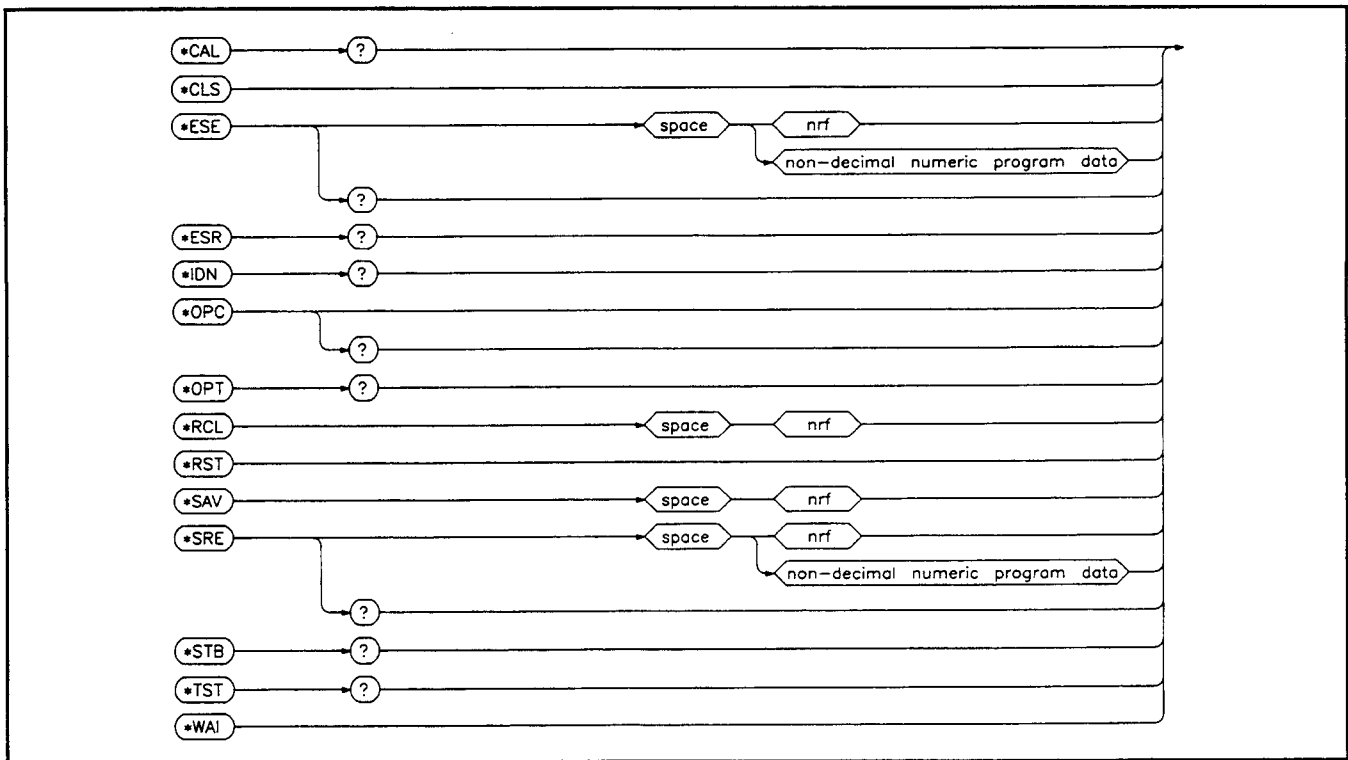 *CAL ?
*CLS
*ESE space nrf
non-decimal numeric program data
?
*ESR ?
*IDN ?
*OPC
?
*OPT ?
*RCL space nrf
*RST
*SAV space nrf
*SRE space nrf
non-decimal numeric program data
?
*STB ?
*TST ?
*WAI